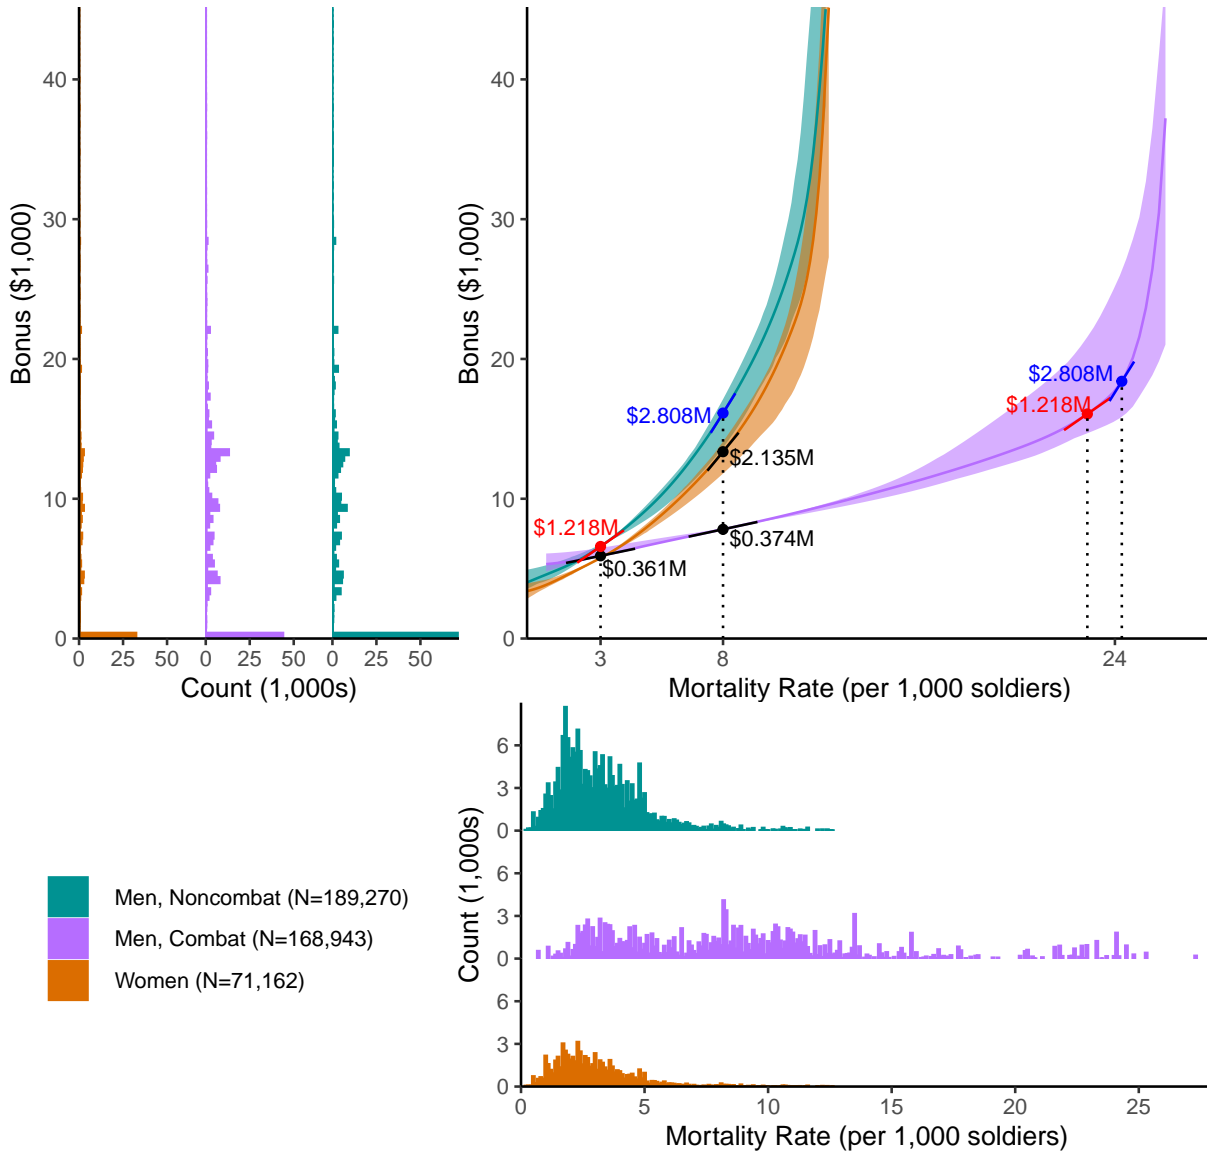 Bonus ($1,000)
40
30
20
10
0
0 25 0 25 50 0 25 50
Count (1,000s)
Bonus ($1,000)
40
30
20
10
0
$2.808M
$2.135M
$1.218M
$0.361M
$0.374M
$2.808M
$1.218M
3 8 24
Mortality Rate (per 1,000 soldiers)
Count (1,000s)
6
3
0
6
3
0
6
3
0
0 5 10 15 20 25
Mortality Rate (per 1,000 soldiers)
Men, Noncombat (N=189,270)
Men, Combat (N=168,943)
Women (N=71,162)